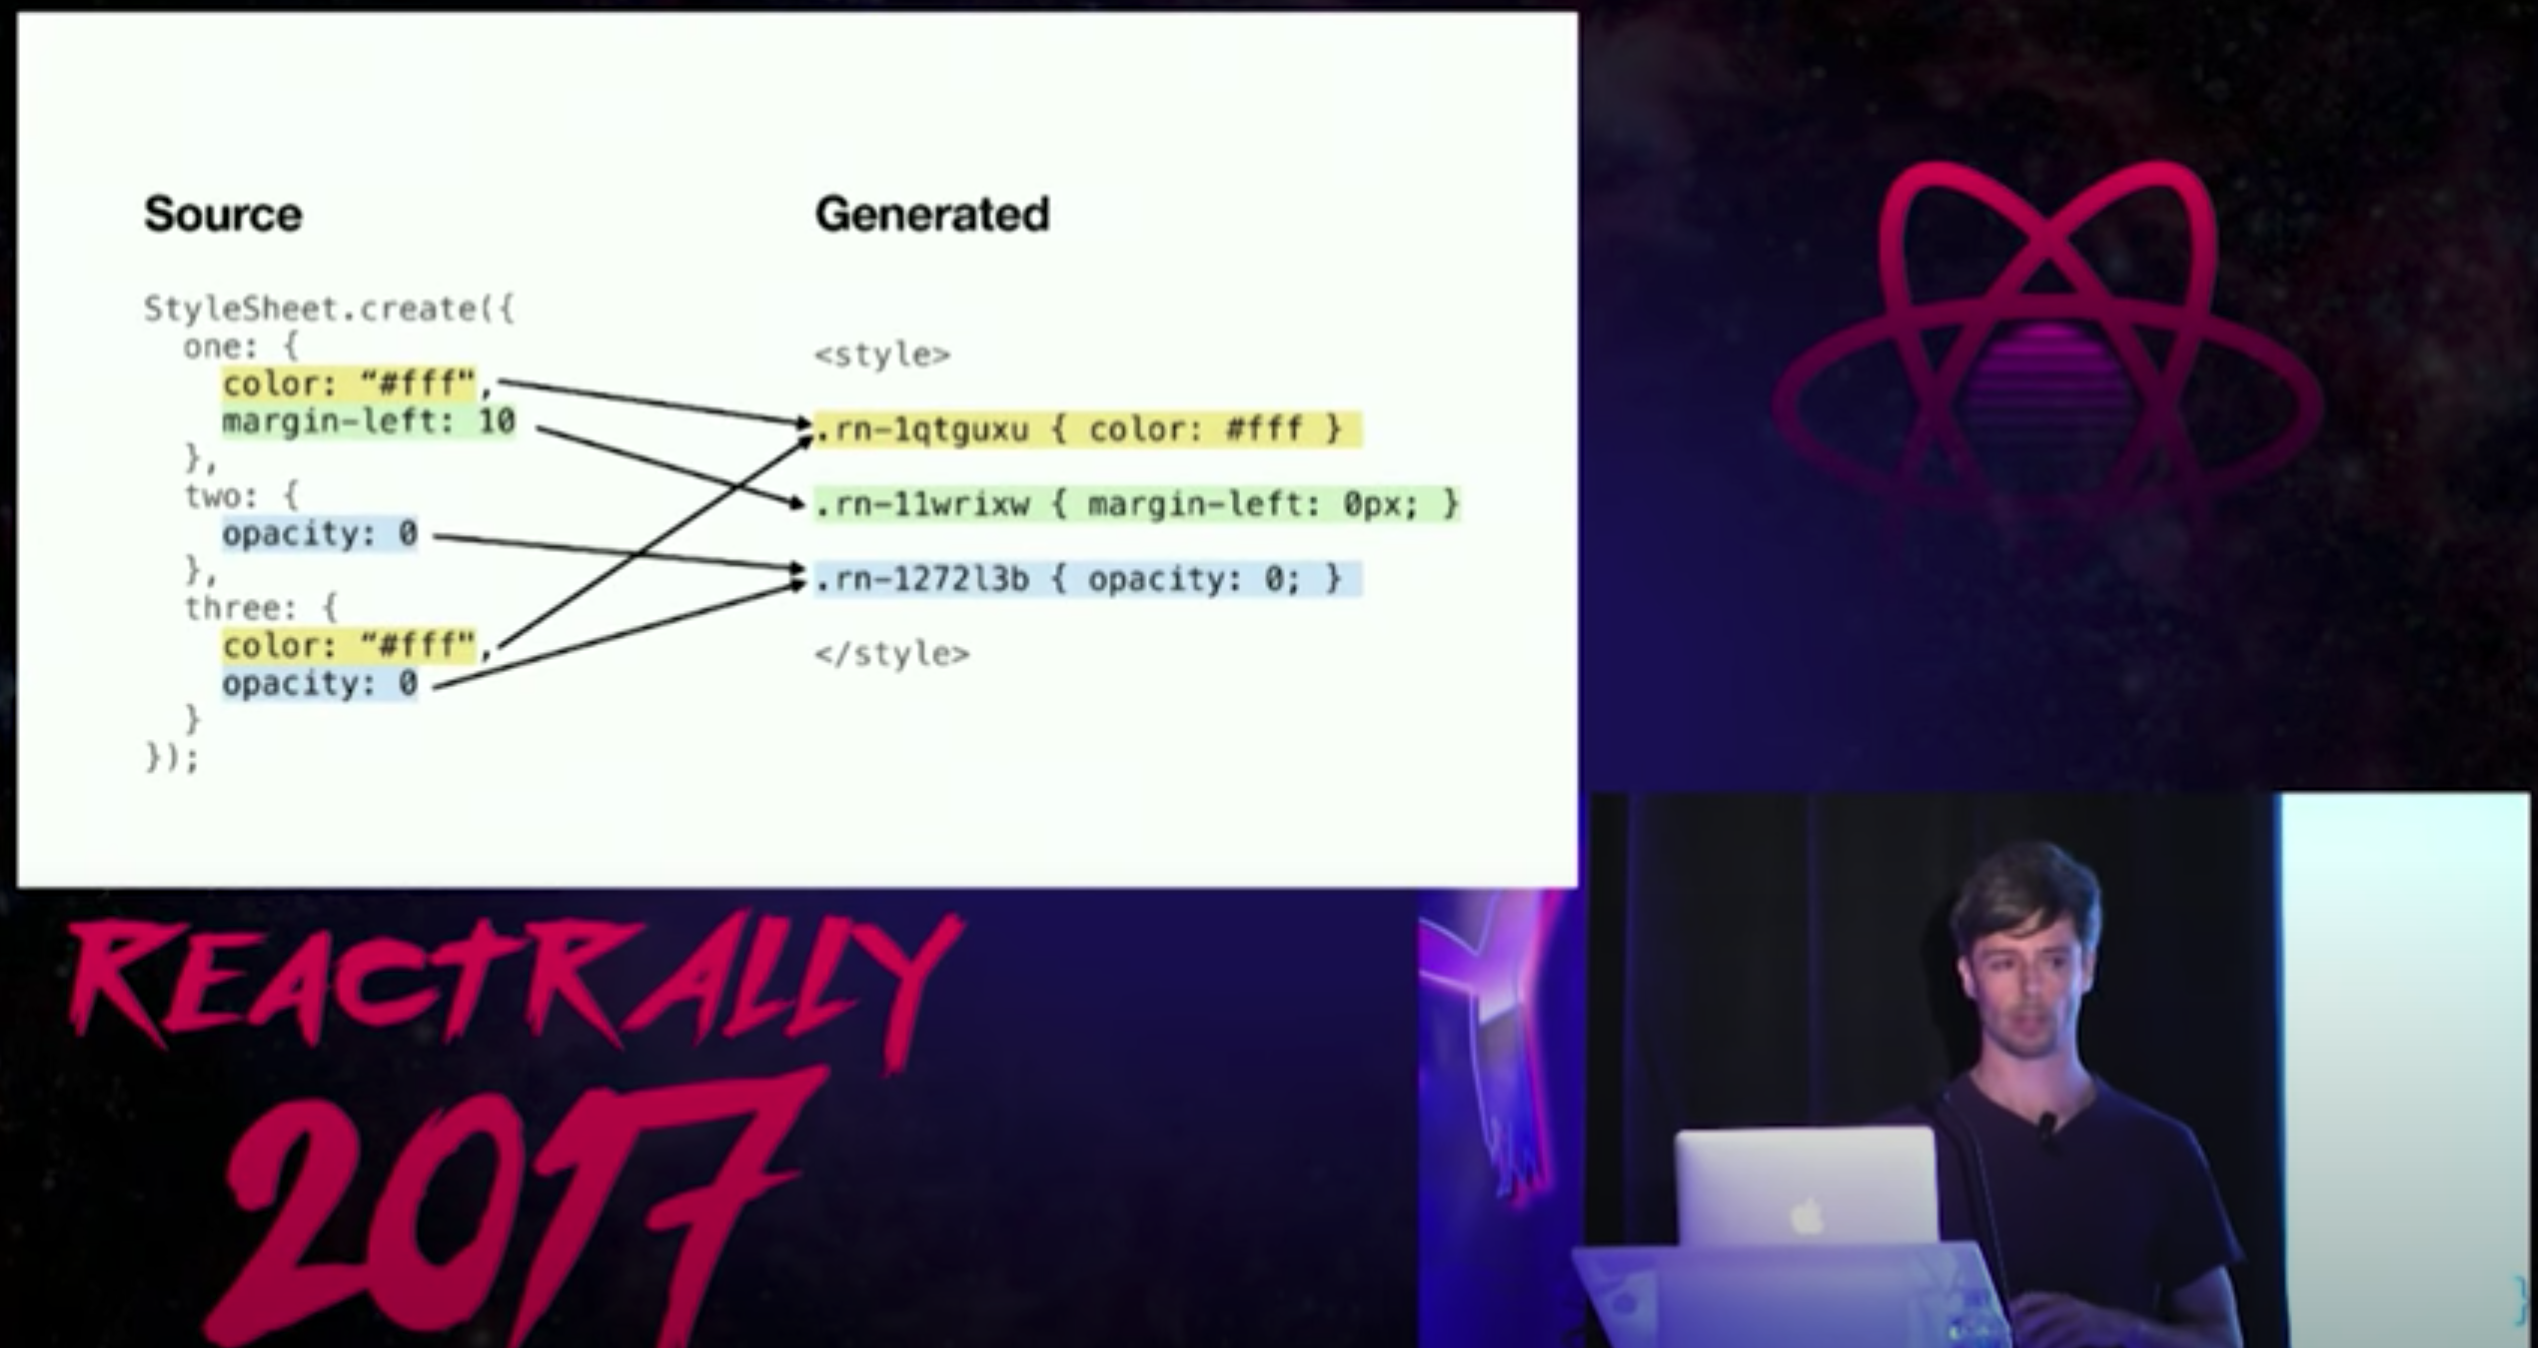 Source
StyleSheet.create({
one: {
color: “#fff",
margin-left: 10
},
two: {
opacity: 0
},
three: {
color: “#fff",
opacity: 0
}
});
Generated
<style>
.rn-1qtguxu { color: #fff }
.rn-11wrixw { margin-left: 0px; }
.rn-1272l3b { opacity: 0; }
</style>
REACTRALLY
2017
}